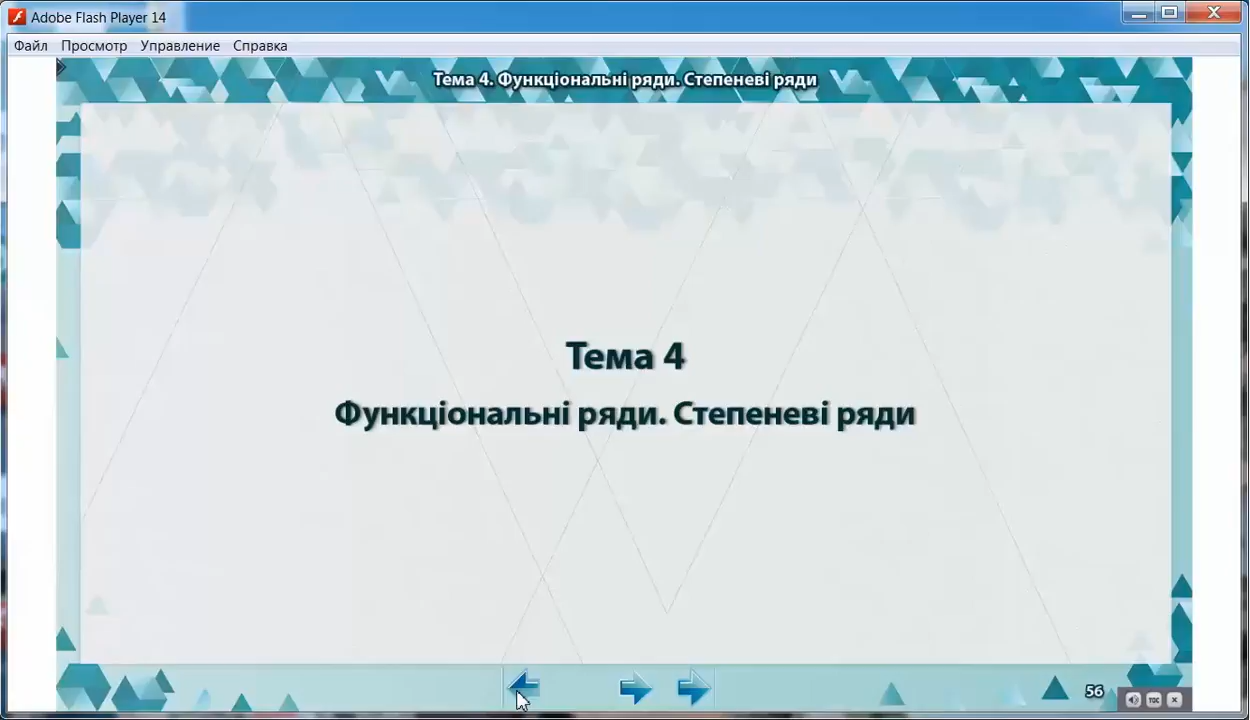 Adobe Flash Player 14
Файл Просмотр Управление Справка
Тема 4. Функціональні ряди. Степеневі ряди
Тема 4
Функціональні ряди. Степеневі ряди
56
TOC